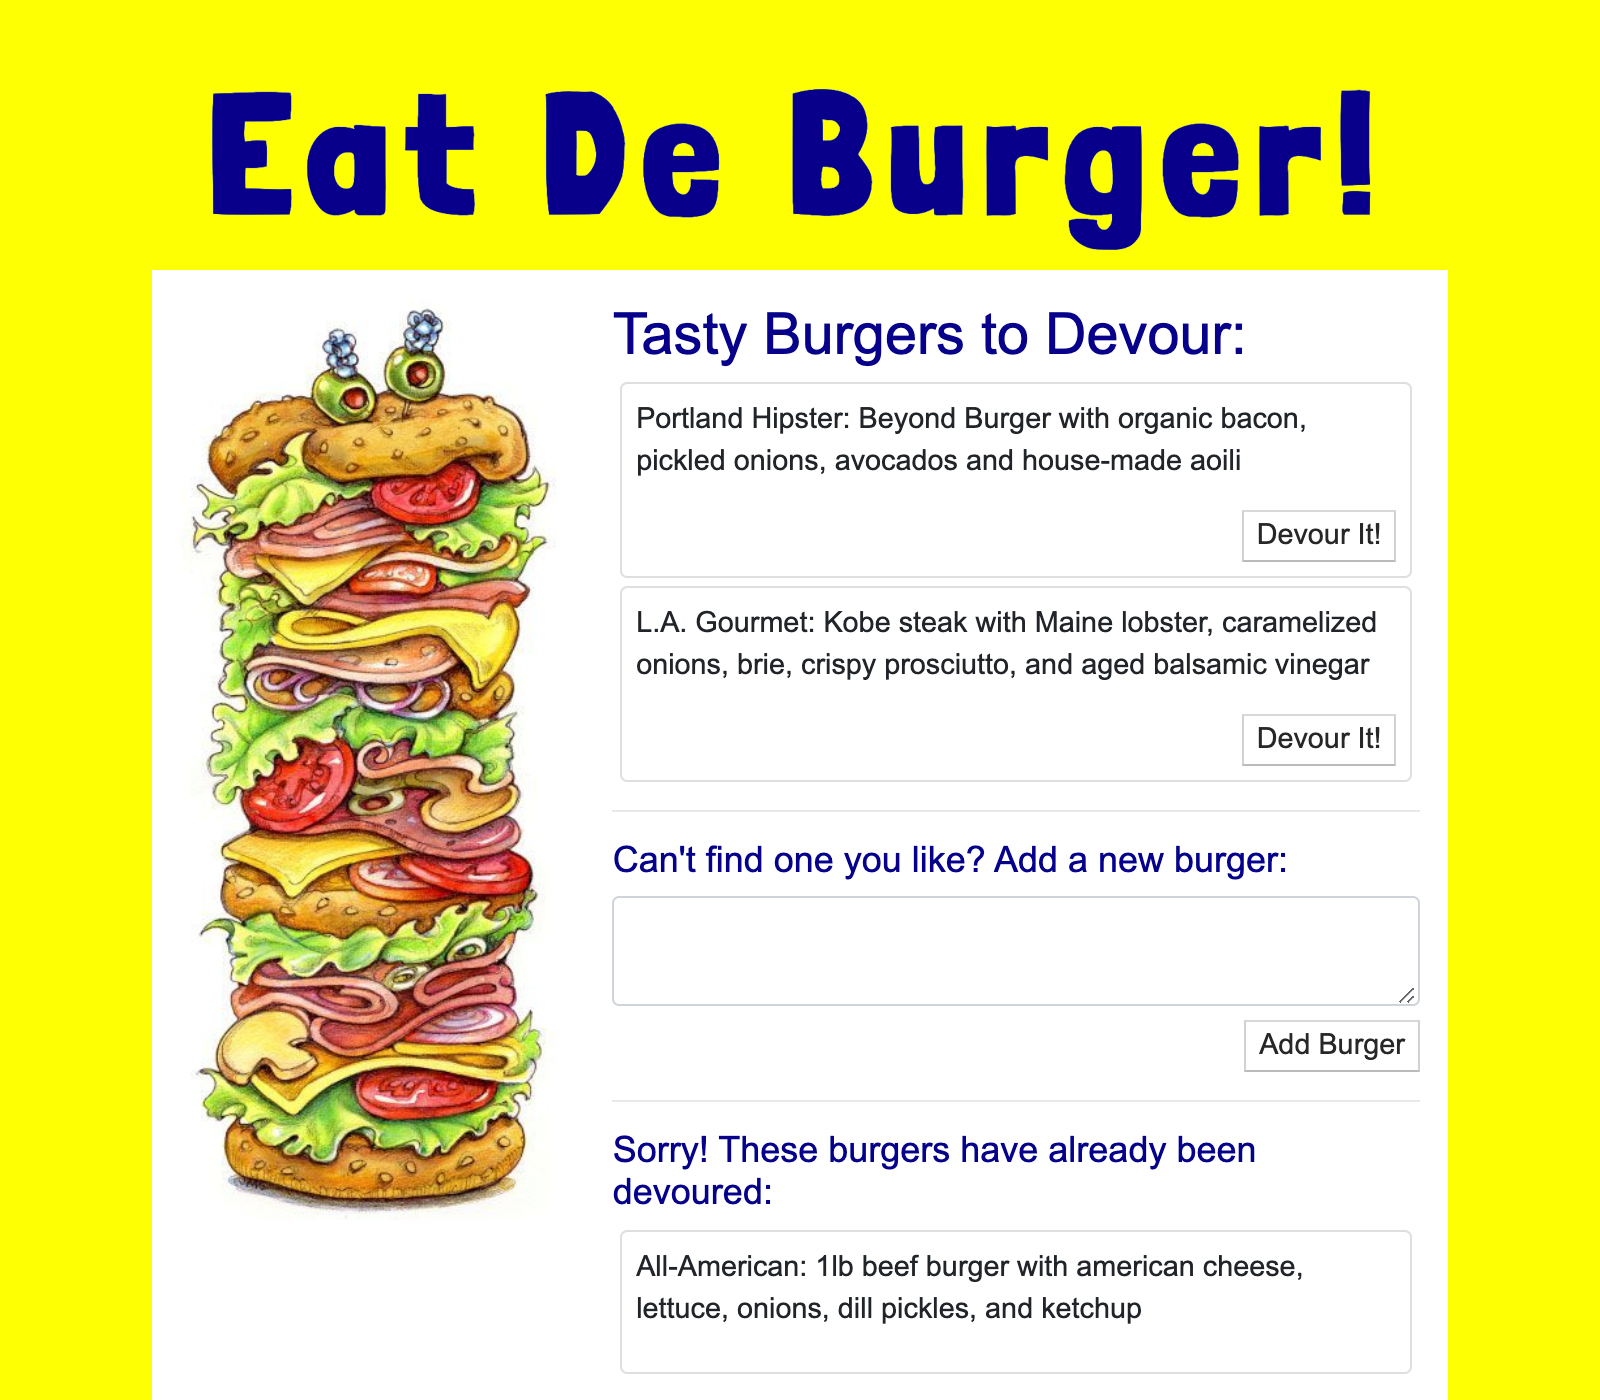 Eat De Burger!
Tasty Burgers to Devour:
Portland Hipster: Beyond Burger with organic bacon,
pickled onions, avocados and house-made aoili
Devour It!
L.A. Gourmet: Kobe steak with Maine lobster, caramelized
onions, brie, crispy prosciutto, and aged balsamic vinegar
Devour It!
Can't find one you like? Add a new burger:
Add Burger
Sorry! These burgers have already been
devoured:
All-American: 1lb beef burger with american cheese,
lettuce, onions, dill pickles, and ketchup